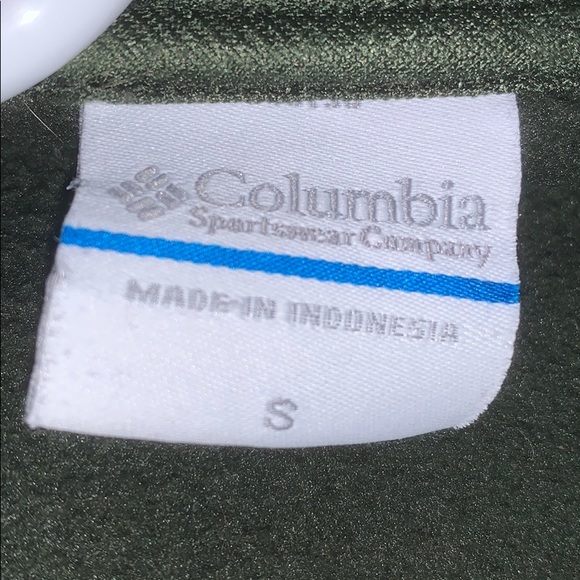 Columbia
Sportswear Company
MADE IN INDONESIA
S